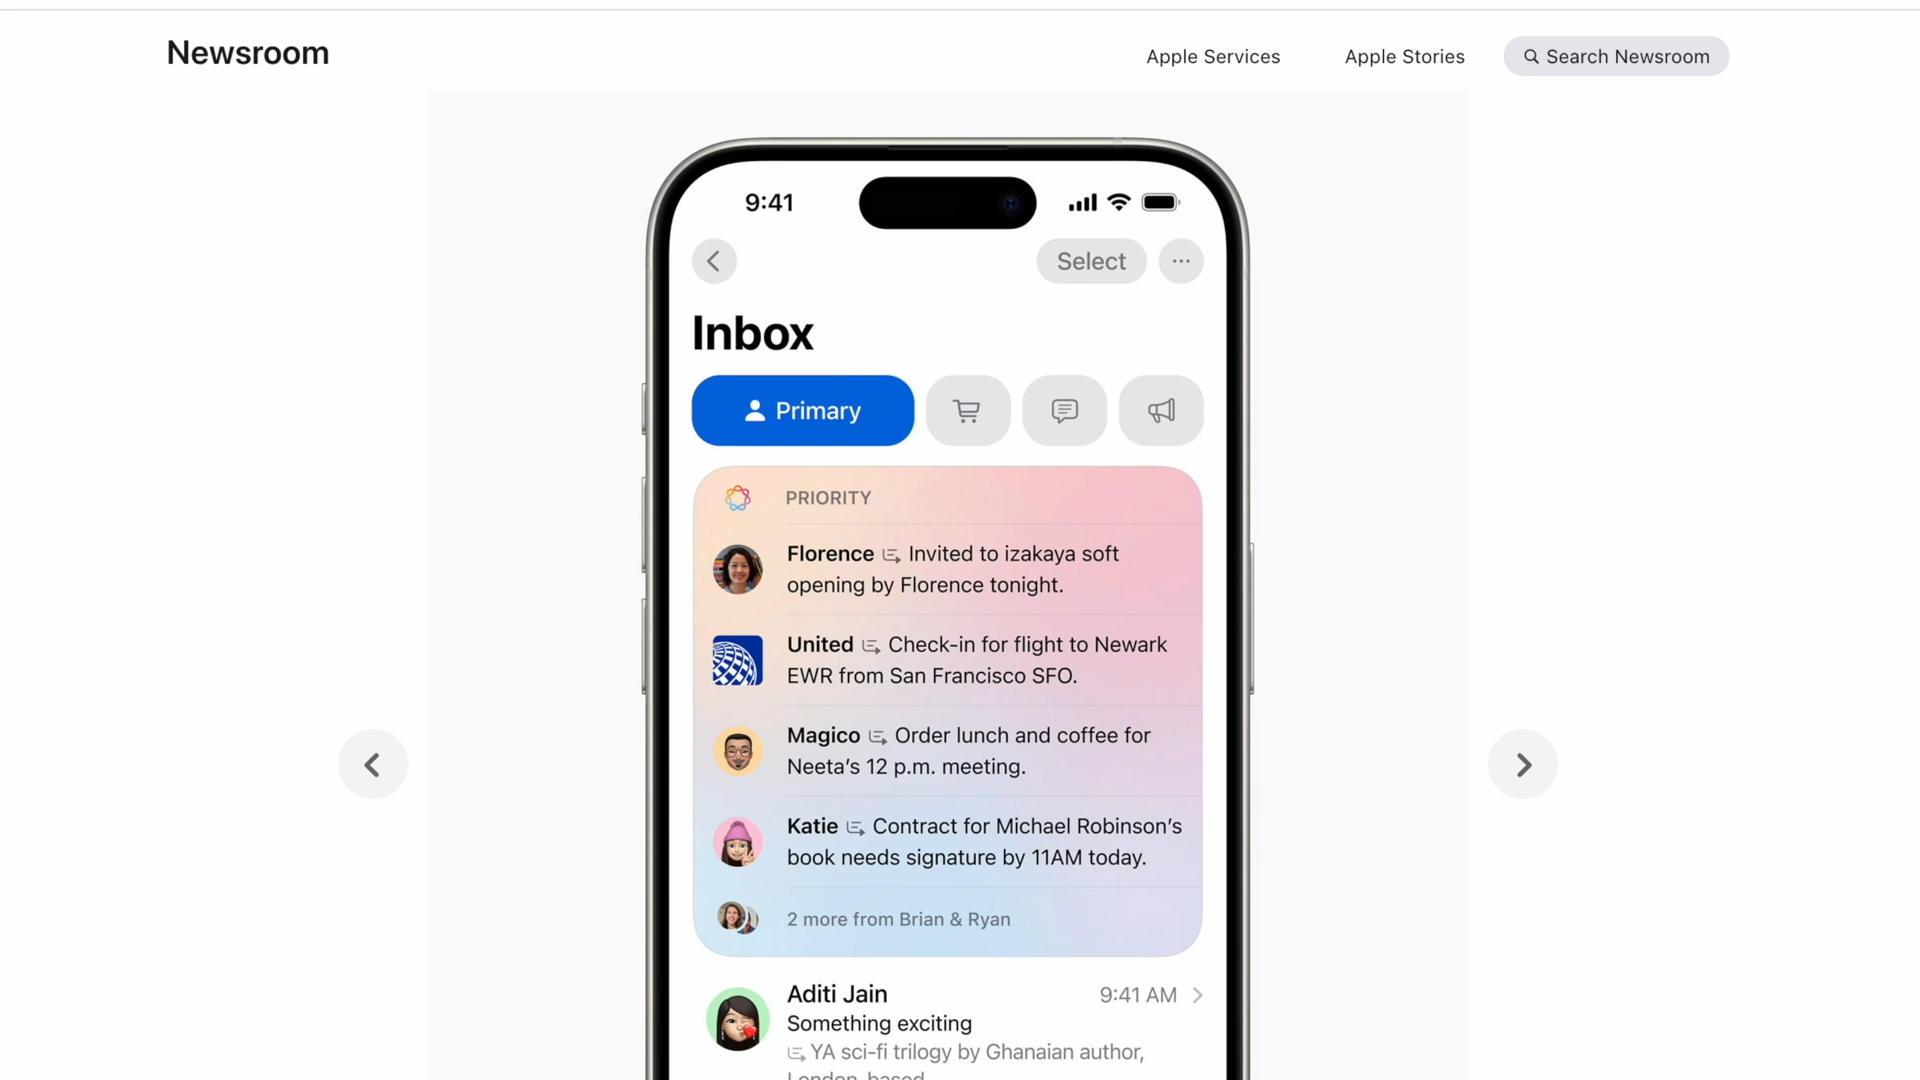 Newsroom
Apple Services
Apple Stories
Search Newsroom
9:41
Select
Inbox
Primary
PRIORITY
Florence Invited to izakaya soft
opening by Florence tonight.
United Check-in for flight to Newark
EWR from San Francisco SFO.
Magico Order lunch and coffee for
Neeta’s 12 p.m. meeting.
Katie Contract for Michael Robinson’s
book needs signature by 11AM today.
2 more from Brian & Ryan
Aditi Jain
9:41 AM
Something exciting
YA sci-fi trilogy by Ghanaian author,
London-based